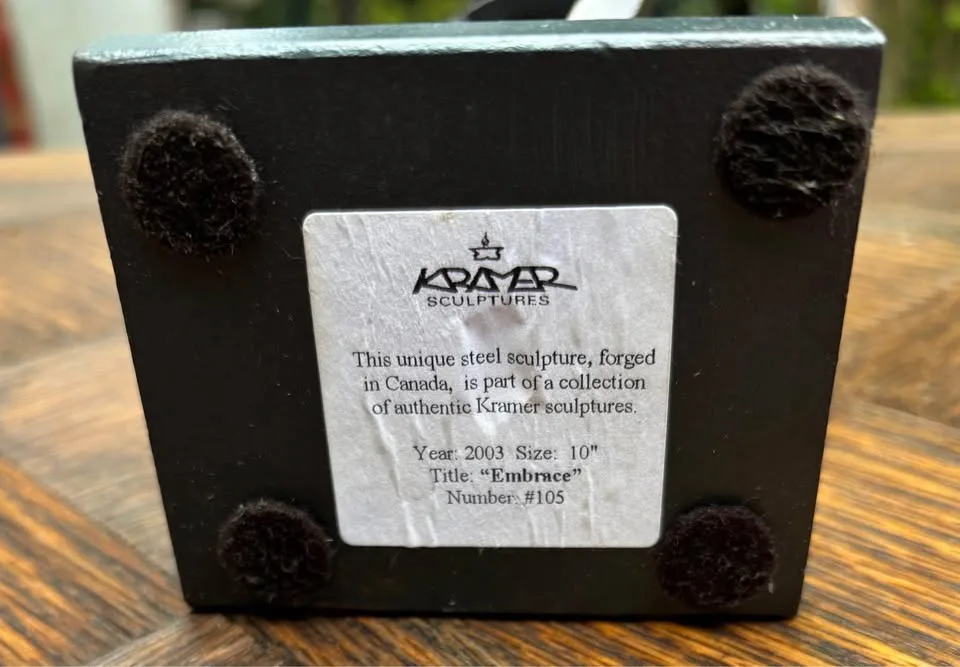 KRAMER
SCULPTURES
This unique steel sculpture, forged
in Canada, is part of a collection
of authentic Kramer sculptures.
Year: 2003 Size: 10"
Title: “Embrace”
Number: #105